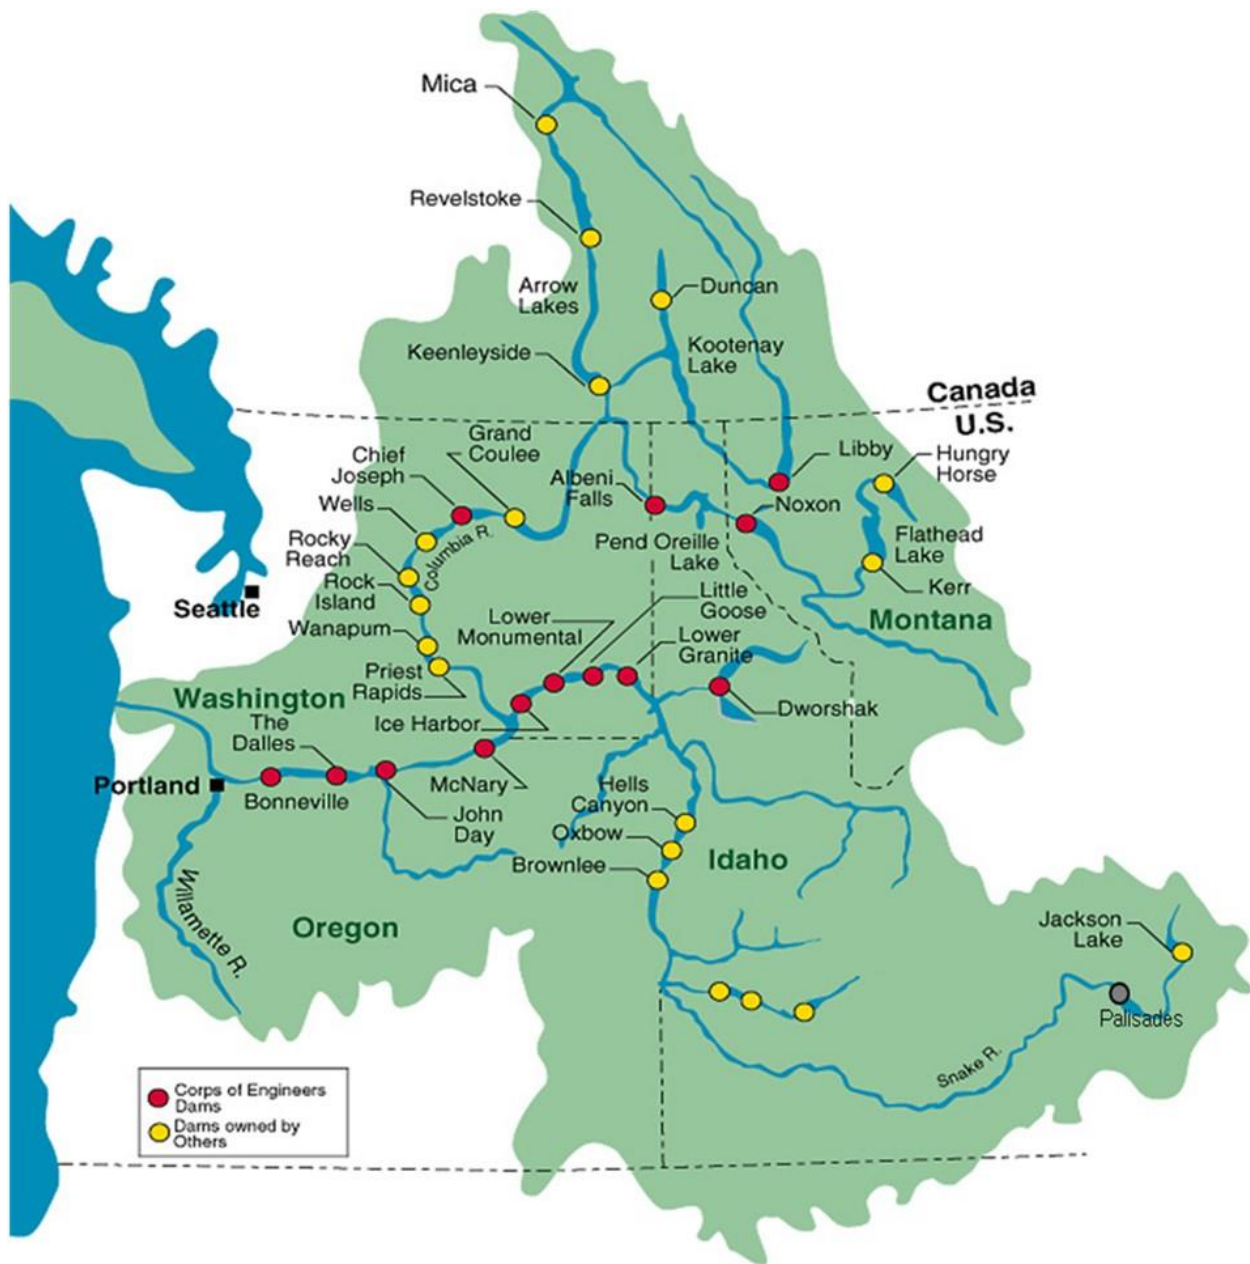 Mica
Revelstoke
Arrow
Lakes
Duncan
Keenleyside
Kootenay
Lake
Canada
U.S.
Grand
Coulee
Chief
Joseph
Libby
Hungry
Horse
Albeni
Falls
Wells
Noxon
Rocky
Reach
Columbia R.
Pend Oreille
Lake
Flathead
Lake
Rock
Island
Kerr
Seattle
Little
Goose
Lower
Monumental
Montana
Wanapum
Lower
Granite
Priest
Rapids
Washington
Ice Harbor
Dworshak
The
Dalles
Portland
Bonneville
McNary
John
Day
Hells
Canyon
Oxbow
Brownlee
Idaho
Willamette R.
Oregon
Jackson
Lake
Palisades
Snake R.
Corps of Engineers
Dams
Dams owned by
Others